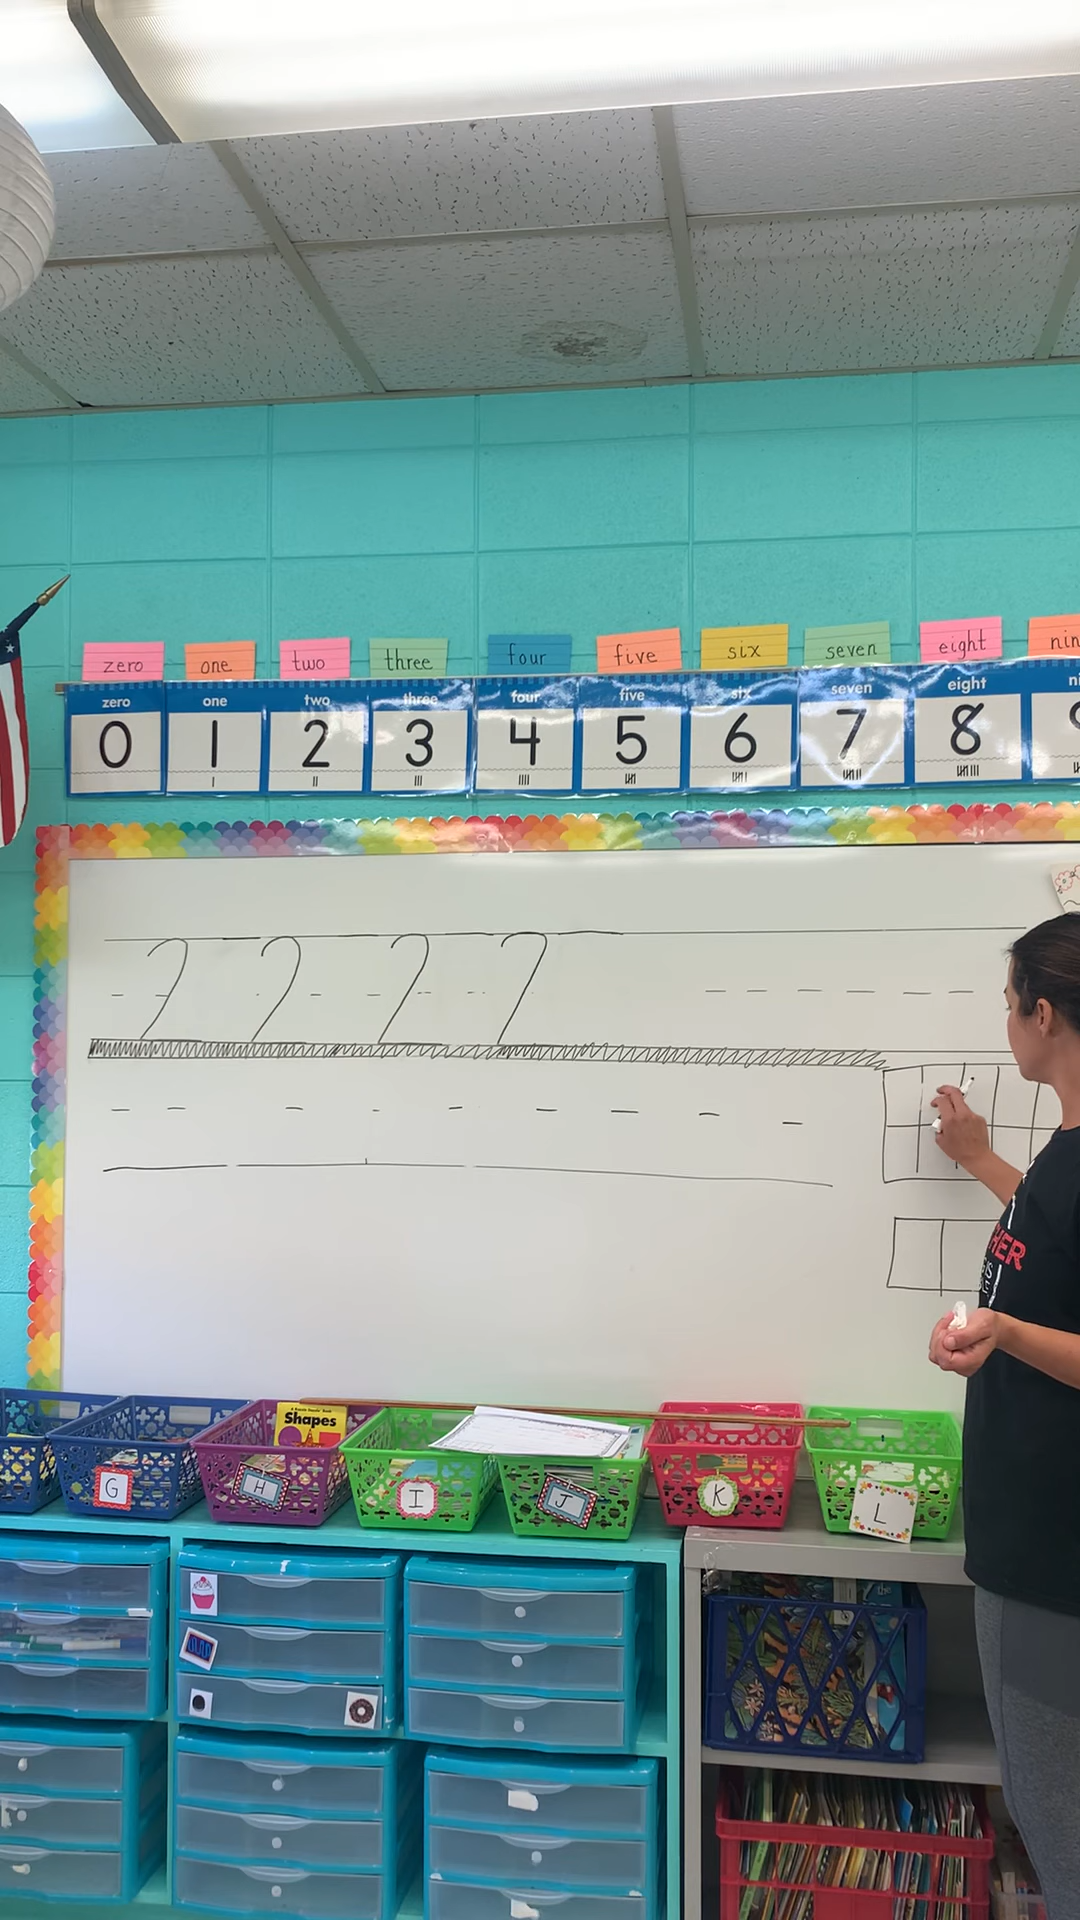 zero one two three four five six seven eight
zero one two three four five six seven eight
0 1 2 3 4 5 6 7 8
2 2 2 2
Shapes
G H I J K L